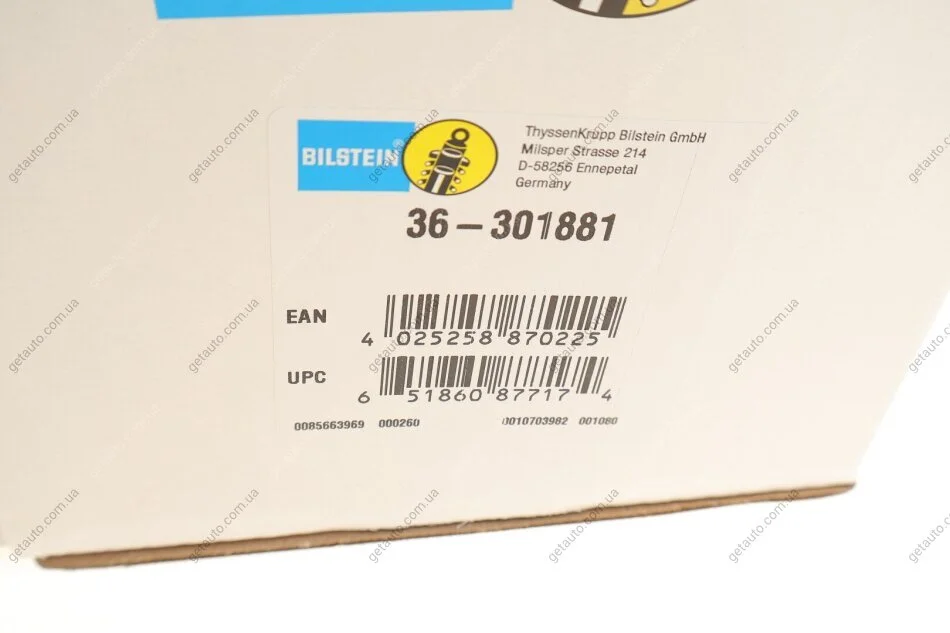 BILSTEIN
ThyssenKrupp Bilstein GmbH
Milsper Strasse 214
D-58256 Ennepetal
Germany
36-301881
EAN
4 025258 870225
UPC
6 51860 87717 4
0085663969 000260 0010703982 001080
getauto.com.ua